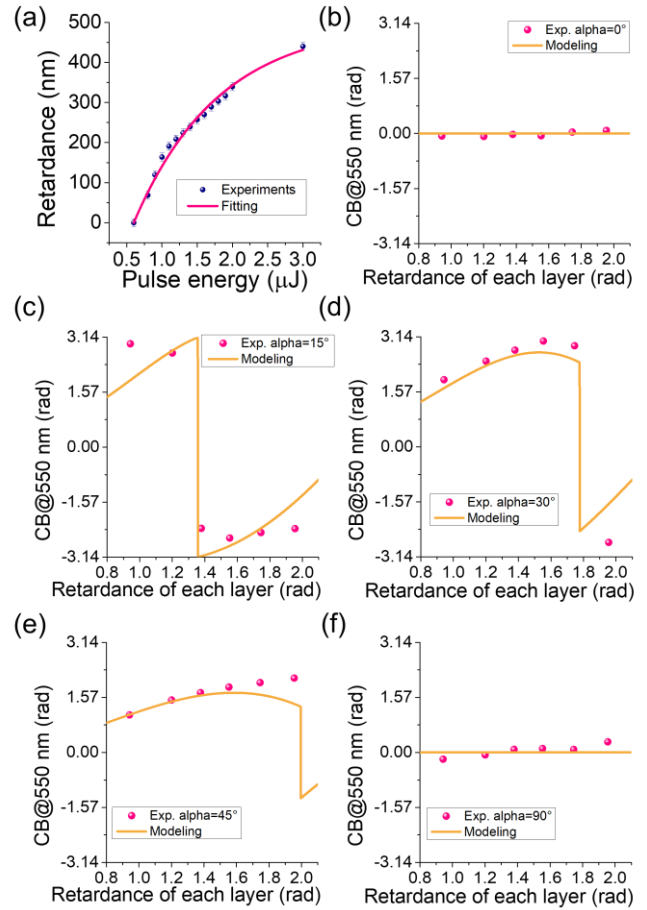 (a)
500
400
300
200
100
0
Retardance (nm)
Experiments
Fitting
0.5 1.0 1.5 2.0 2.5 3.0
Pulse energy (μJ)
(b)
3.14
1.57
0.00
-1.57
-3.14
CB@550 nm (rad)
Exp. alpha=0°
Modeling
0.8 1.0 1.2 1.4 1.6 1.8 2.0
Retardance of each layer (rad)
(c)
3.14
1.57
0.00
-1.57
-3.14
CB@550 nm (rad)
Exp. alpha=15°
Modeling
0.8 1.0 1.2 1.4 1.6 1.8 2.0
Retardance of each layer (rad)
(d)
3.14
1.57
0.00
-1.57
-3.14
CB@550 nm (rad)
Exp. alpha=30°
Modeling
0.8 1.0 1.2 1.4 1.6 1.8 2.0
Retardance of each layer (rad)
(e)
3.14
1.57
0.00
-1.57
-3.14
CB@550 nm (rad)
Exp. alpha=45°
Modeling
0.8 1.0 1.2 1.4 1.6 1.8 2.0
Retardance of each layer (rad)
(f)
3.14
1.57
0.00
-1.57
-3.14
CB@550 nm (rad)
Exp. alpha=90°
Modeling
0.8 1.0 1.2 1.4 1.6 1.8 2.0
Retardance of each layer (rad)